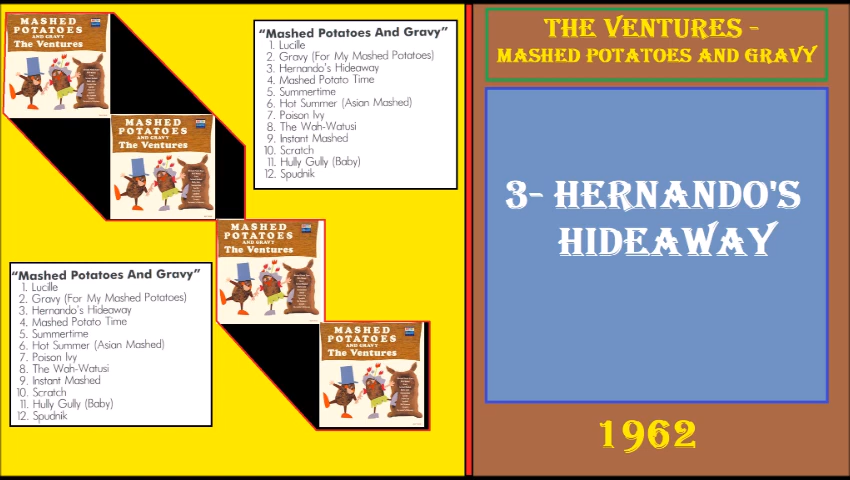 MASHED
POTATOES
AND GRAVY
The Ventures
MASHED
POTATOES
AND GRAVY
The Ventures
MASHED
POTATOES
AND GRAVY
The Ventures
MASHED
POTATOES
AND GRAVY
The Ventures
"Mashed Potatoes And Gravy"
1. Lucille
2. Gravy (For My Mashed Potatoes)
3. Hernando's Hideaway
4. Mashed Potato Time
5. Summertime
6. Hot Summer (Asian Mashed)
7. Poison Ivy
8. The Wah-Watusi
9. Instant Mashed
10. Scratch
11. Hully Gully (Baby)
12. Spudnik
"Mashed Potatoes And Gravy"
1. Lucille
2. Gravy (For My Mashed Potatoes)
3. Hernando's Hideaway
4. Mashed Potato Time
5. Summertime
6. Hot Summer (Asian Mashed)
7. Poison Ivy
8. The Wah-Watusi
9. Instant Mashed
10. Scratch
11. Hully Gully (Baby)
12. Spudnik
THE VENTURES -
MASHED POTATOES AND GRAVY
3- HERNANDO'S
HIDEAWAY
1962